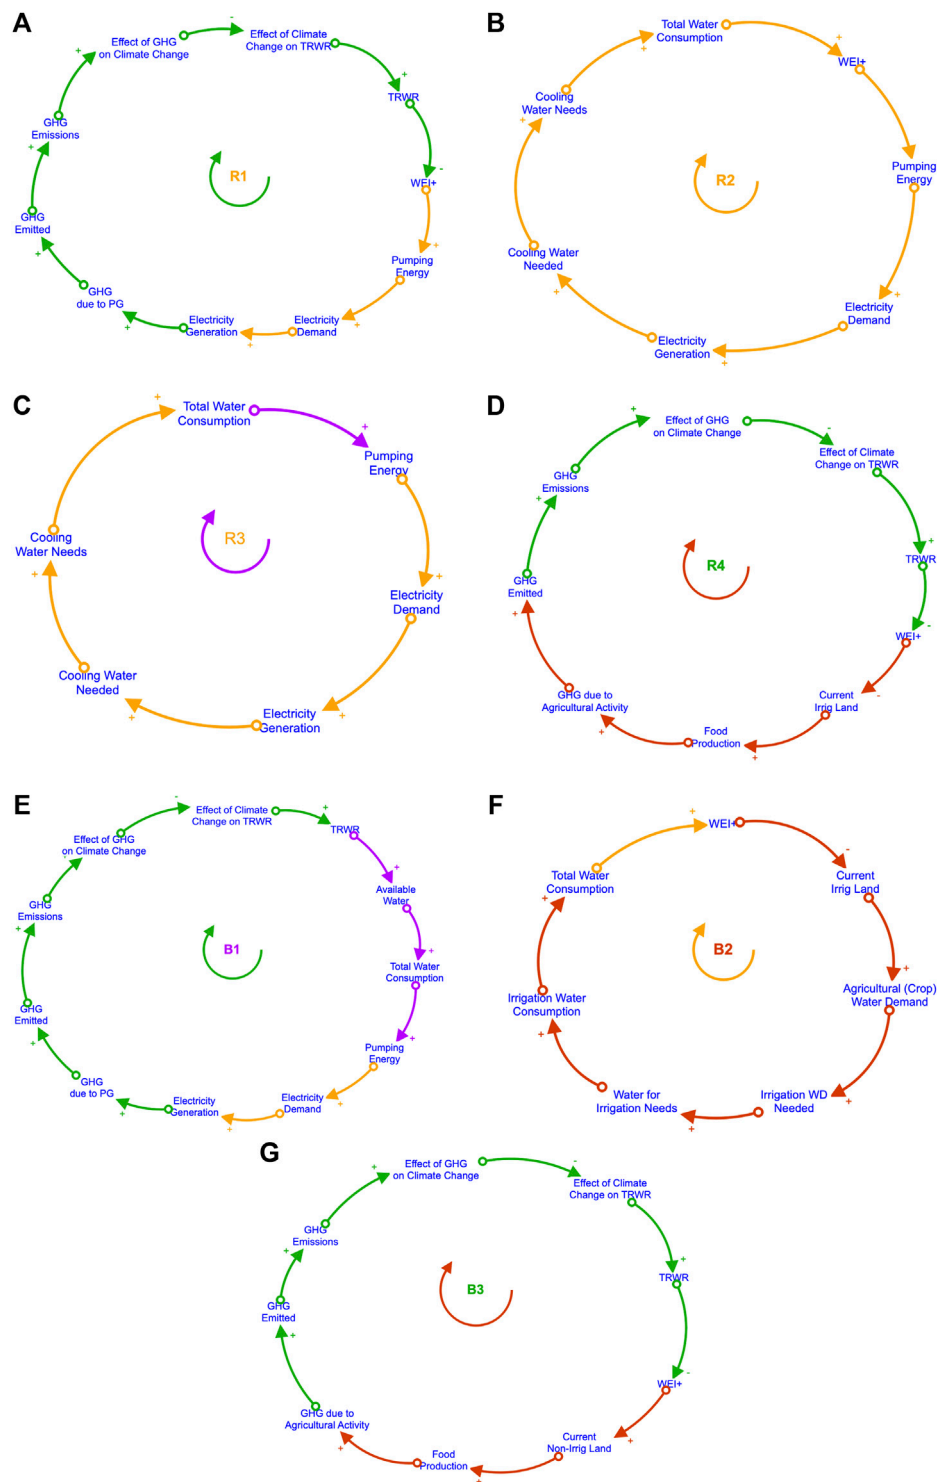 A
Effect of GHG
on Climate Change
-
Effect of Climate
Change on TRWR
+
TRWR
-
WEI+
+
Pumping
Energy
+
Electricity
Demand
+
Electricity
Generation
+
GHG
due to PG
+
GHG
Emitted
+
GHG
Emissions
+
R1
B
Total Water
Consumption
+
WEI+
+
Pumping
Energy
+
Electricity
Demand
+
Electricity
Generation
+
Cooling Water
Needed
+
Cooling
Water Needs
+
R2
C
Total Water
Consumption
+
Pumping
Energy
+
Electricity
Demand
+
Electricity
Generation
+
Cooling Water
Needed
+
Cooling
Water Needs
+
R3
D
Effect of GHG
on Climate Change
-
Effect of Climate
Change on TRWR
+
TRWR
-
WEI+
-
Current
Irrig Land
+
Food
Production
+
GHG due to
Agricultural Activity
+
GHG
Emitted
+
GHG
Emissions
+
R4
E
Effect of GHG
on Climate Change
-
Effect of Climate
Change on TRWR
+
TRWR
+
Available
Water
+
Total Water
Consumption
+
Pumping
Energy
+
Electricity
Demand
+
Electricity
Generation
+
GHG
due to PG
+
GHG
Emitted
+
GHG
Emissions
B1
F
WEI+
-
Current
Irrig Land
+
Agricultural (Crop)
Water Demand
+
Irrigation WD
Needed
+
Water for
Irrigation Needs
+
Irrigation Water
Consumption
+
Total Water
Consumption
+
B2
G
Effect of GHG
on Climate Change
-
Effect of Climate
Change on TRWR
+
TRWR
-
WEI+
+
Current
Non-Irrig Land
+
Food
Production
+
GHG due to
Agricultural Activity
+
GHG
Emitted
+
GHG
Emissions
+
B3